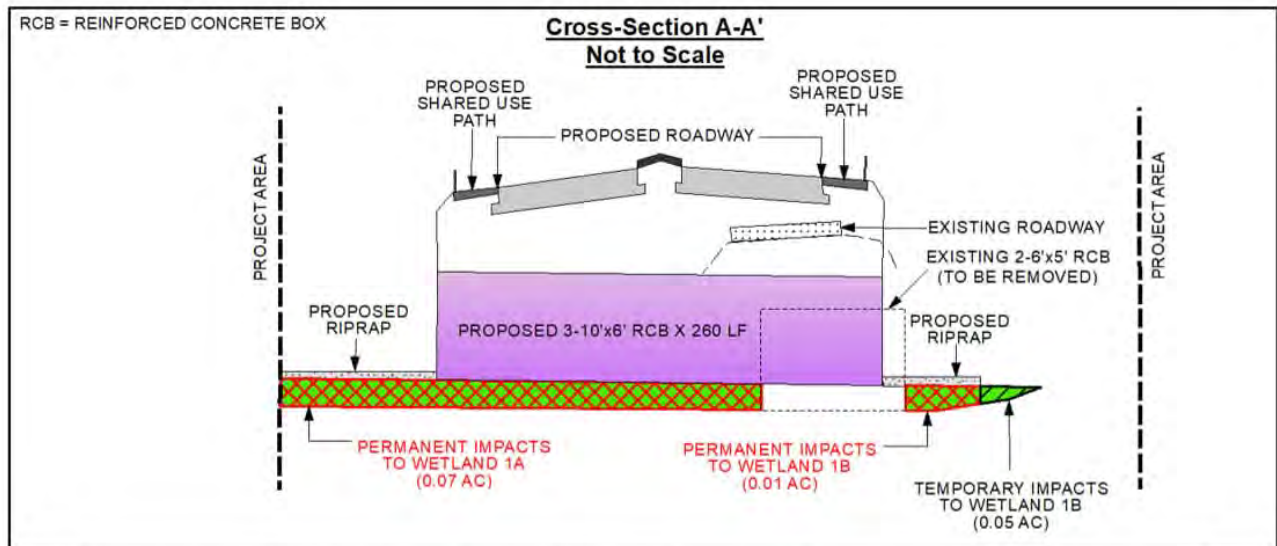 RCB = REINFORCED CONCRETE BOX
Cross-Section A-A'
Not to Scale
PROPOSED
SHARED USE
PATH
PROPOSED ROADWAY
PROPOSED
SHARED USE
PATH
PROJECT AREA
PROJECT AREA
EXISTING ROADWAY
EXISTING 2-6'x5' RCB
(TO BE REMOVED)
PROPOSED
RIPRAP
PROPOSED 3-10'x6' RCB X 260 LF
PROPOSED
RIPRAP
PERMANENT IMPACTS
TO WETLAND 1A
(0.07 AC)
PERMANENT IMPACTS
TO WETLAND 1B
(0.01 AC)
TEMPORARY IMPACTS
TO WETLAND 1B
(0.05 AC)